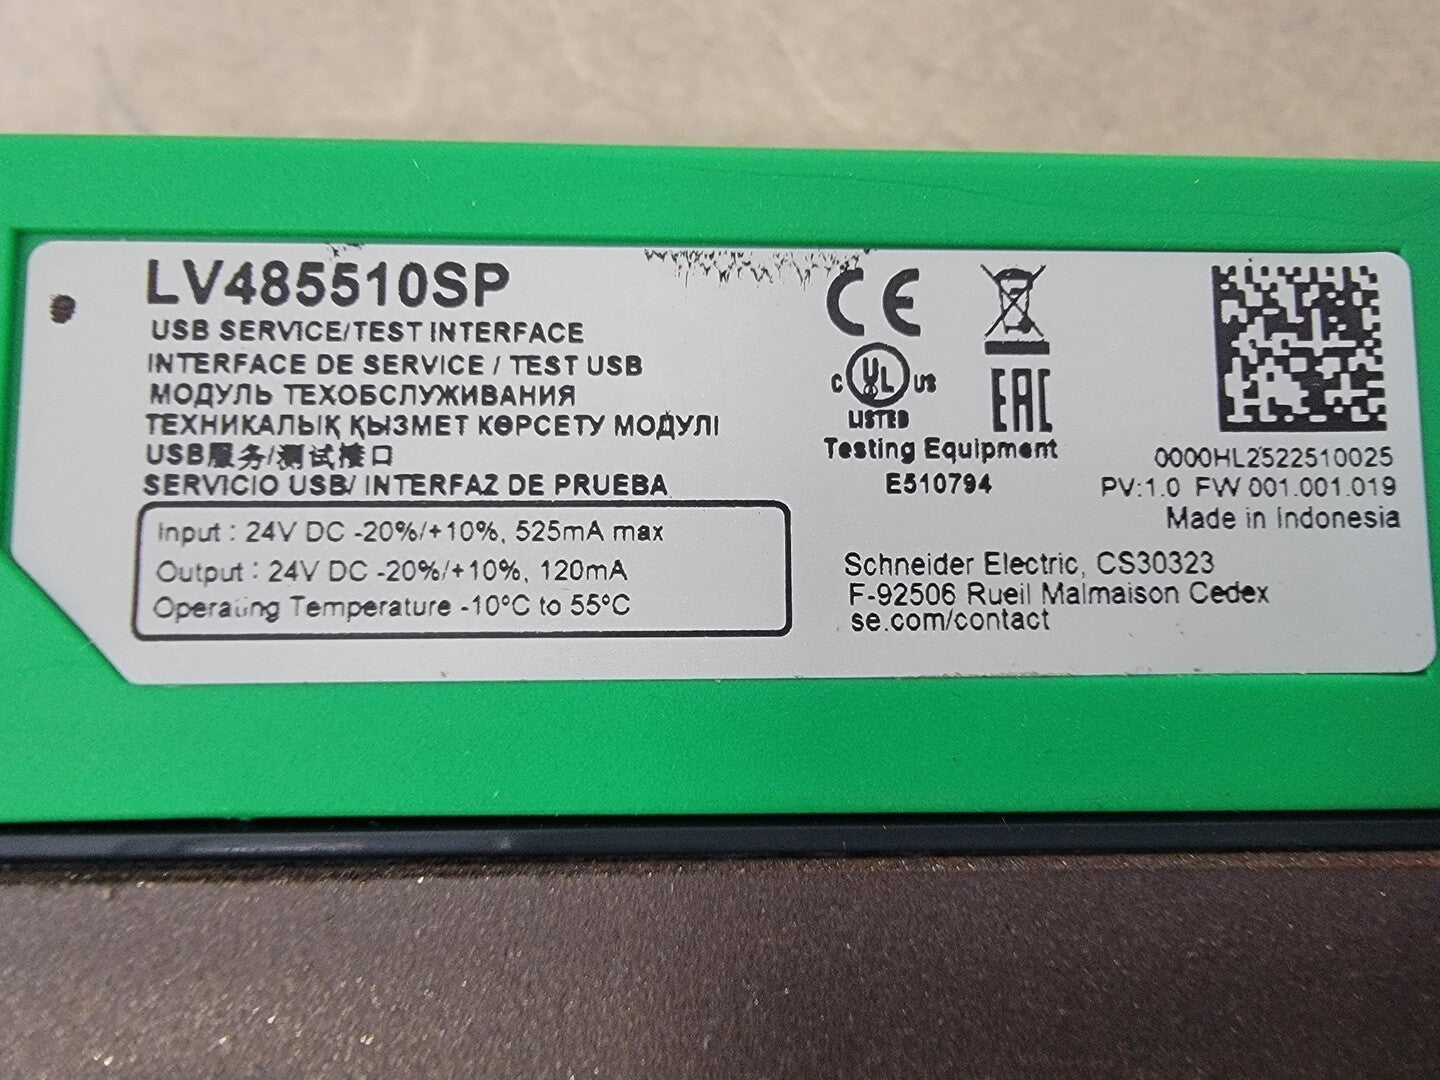 LV485510SP
USB SERVICE/TEST INTERFACE
INTERFACE DE SERVICE / TEST USB
МОДУЛЬ ТЕХОБСЛУЖИВАНИЯ
ТЕХНИКАЛЫҚ ҚЫЗМЕТ КӨРСЕТУ МОДУЛІ
USB服务/测试接口
SERVICIO USB/ INTERFAZ DE PRUEBA
Input : 24V DC -20%/+10%, 525mA max
Output : 24V DC -20%/+10%, 120mA
Operating Temperature -10°C to 55°C
CE
C UL US
LISTED
EAC
Testing Equipment
E510794
0000HL2522510025
PV:1.0 FW 001.001.019
Made in Indonesia
Schneider Electric, CS30323
F-92506 Rueil Malmaison Cedex
se.com/contact